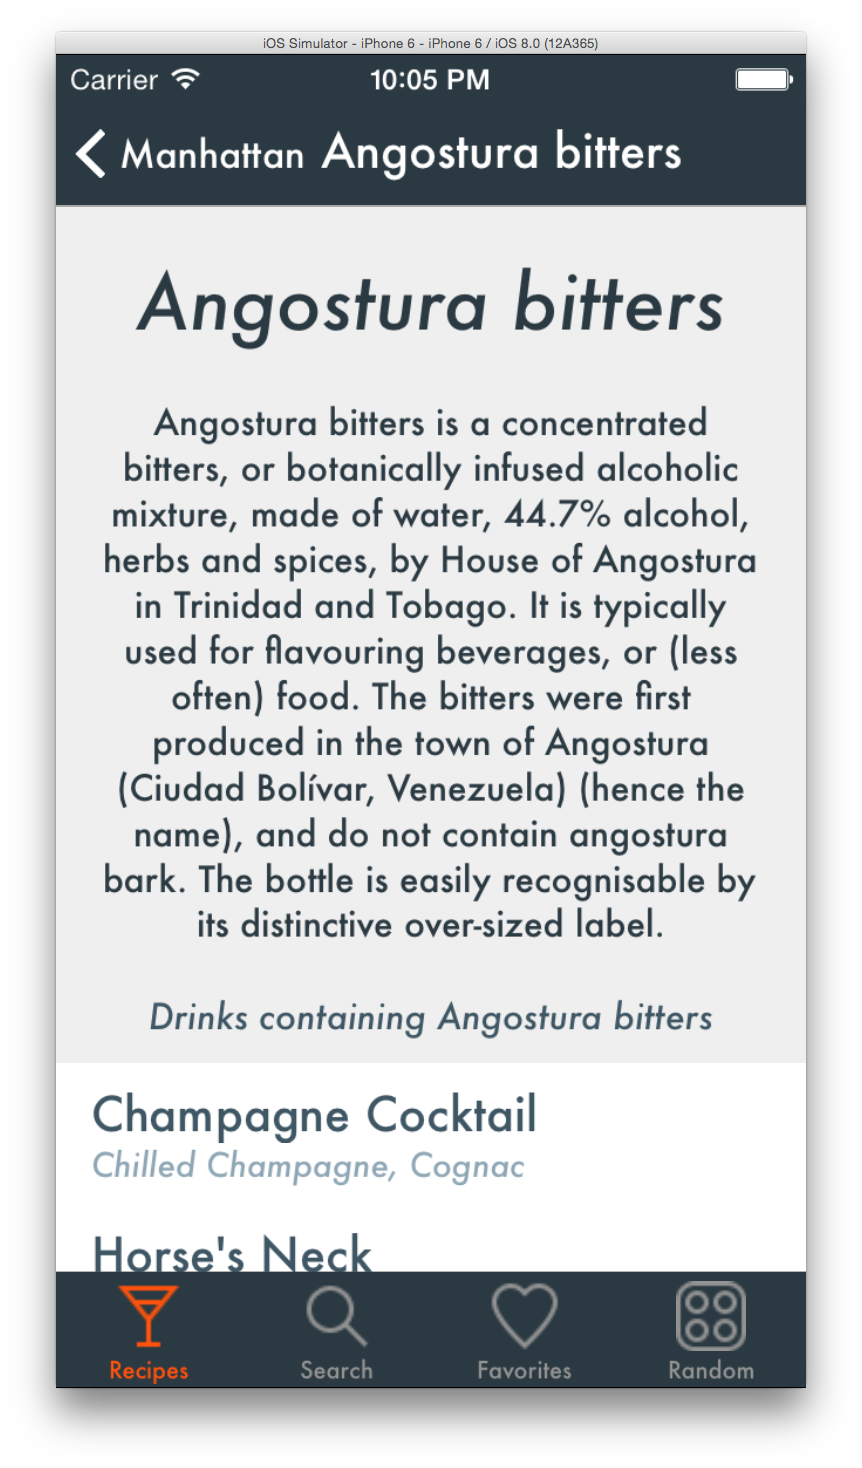 iOS Simulator - iPhone 6 - iPhone 6 / iOS 8.0 (12A365)
Carrier 10:05 PM
Manhattan Angostura bitters
Angostura bitters
Angostura bitters is a concentrated
bitters, or botanically infused alcoholic
mixture, made of water, 44.7% alcohol,
herbs and spices, by House of Angostura
in Trinidad and Tobago. It is typically
used for flavouring beverages, or (less
often) food. The bitters were first
produced in the town of Angostura
(Ciudad Bolívar, Venezuela) (hence the
name), and do not contain angostura
bark. The bottle is easily recognisable by
its distinctive over-sized label.
Drinks containing Angostura bitters
Champagne Cocktail
Chilled Champagne, Cognac
Horse's Neck
Recipes Search Favorites Random